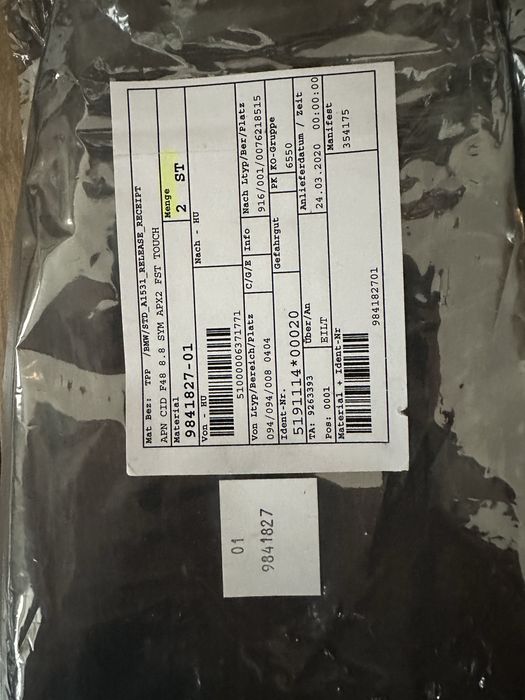 Mat Bez: TPP /BMW/STD_A1531_RELEASE_RECEIPT
APN CID F48 8.8 SYM APX2 FST TOUCH
Material
9841827-01
Menge
2 ST
Von - HU
51000006371771
Nach - HU
Von Ltyp/Bereich/Platz
094/094/008 0404
C/G/E
Info
Nach Ltyp/Ber/Platz
916/001/0076218515
Ident-Nr.
5191114*00020
Gefahrgut
PK
KO-Gruppe
6550
TA: 9263393
Über/An
Anlieferdatum / Zeit
24.03.2020 00:00:00
Pos: 0001
EILT
Manifest
354175
Material + Ident-Nr
984182701
01
9841827